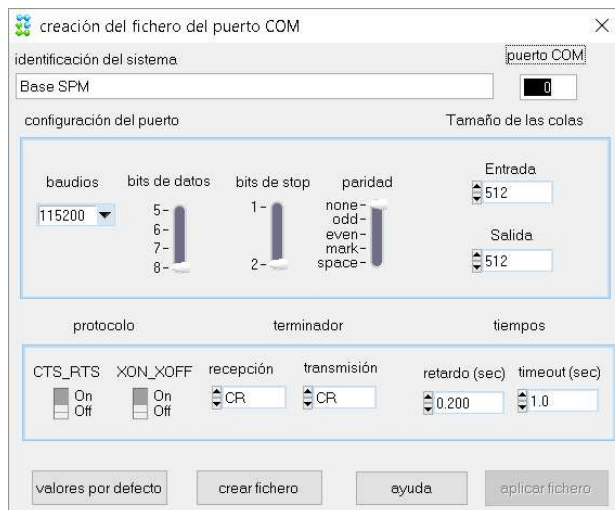 creación del fichero del puerto COM
identificación del sistema
puerto COM
Base SPM
0
configuración del puerto
Tamaño de las colas
baudios
bits de datos
bits de stop
paridad
Entrada
115200
5
6
7
8
1
2
none
odd
even
mark
space
512
Salida
512
protocolo
terminador
tiempos
CTS_RTS
XON_XOFF
recepción
transmisión
retardo (sec)
timeout (sec)
On
Off
On
Off
CR
CR
0.200
1.0
valores por defecto
crear fichero
ayuda
aplicar fichero